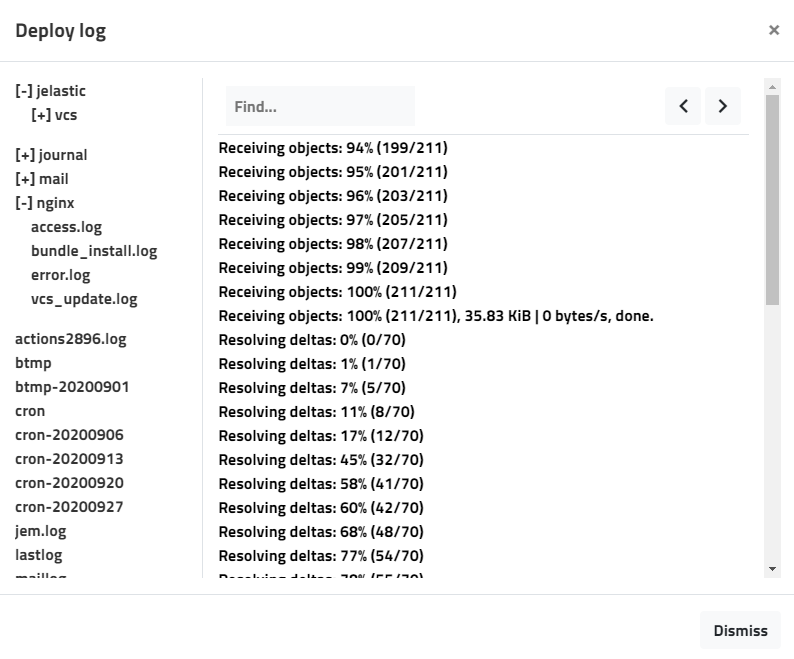 Deploy log
×
[-] jelastic
[+] vcs
[+] journal
[+] mail
[-] nginx
access.log
bundle_install.log
error.log
vcs_update.log
actions2896.log
btmp
btmp-20200901
cron
cron-20200906
cron-20200913
cron-20200920
cron-20200927
jem.log
lastlog
maillog
Find...
Receiving objects: 94% (199/211)
Receiving objects: 95% (201/211)
Receiving objects: 96% (203/211)
Receiving objects: 97% (205/211)
Receiving objects: 98% (207/211)
Receiving objects: 99% (209/211)
Receiving objects: 100% (211/211)
Receiving objects: 100% (211/211), 35.83 KiB | 0 bytes/s, done.
Resolving deltas: 0% (0/70)
Resolving deltas: 1% (1/70)
Resolving deltas: 7% (5/70)
Resolving deltas: 11% (8/70)
Resolving deltas: 17% (12/70)
Resolving deltas: 45% (32/70)
Resolving deltas: 58% (41/70)
Resolving deltas: 60% (42/70)
Resolving deltas: 68% (48/70)
Resolving deltas: 77% (54/70)
Resolving deltas: 78% (55/70)
Dismiss